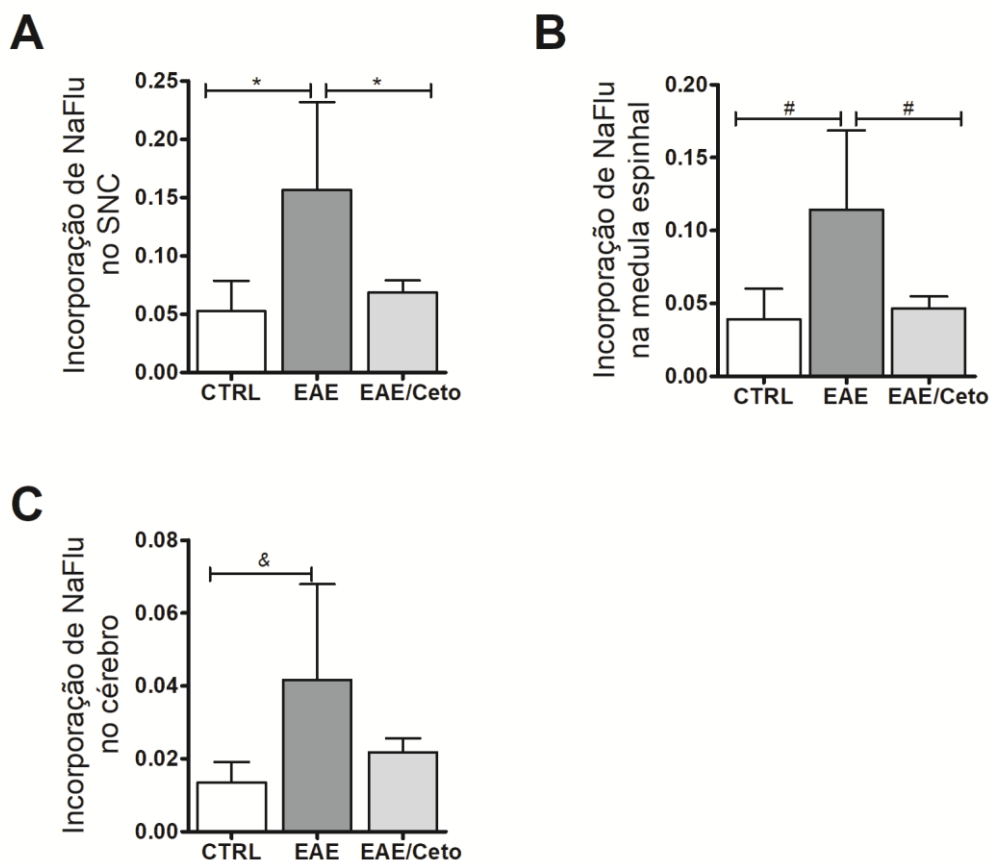 A
Incorporação de NaFlu
no SNC
0.25
0.20
0.15
0.10
0.05
0.00
* *
CTRL EAE EAE/Ceto
B
Incorporação de NaFlu
na medula espinhal
0.20
0.15
0.10
0.05
0.00
# #
CTRL EAE EAE/Ceto
C
Incorporação de NaFlu
no cérebro
0.08
0.06
0.04
0.02
0.00
&
CTRL EAE EAE/Ceto